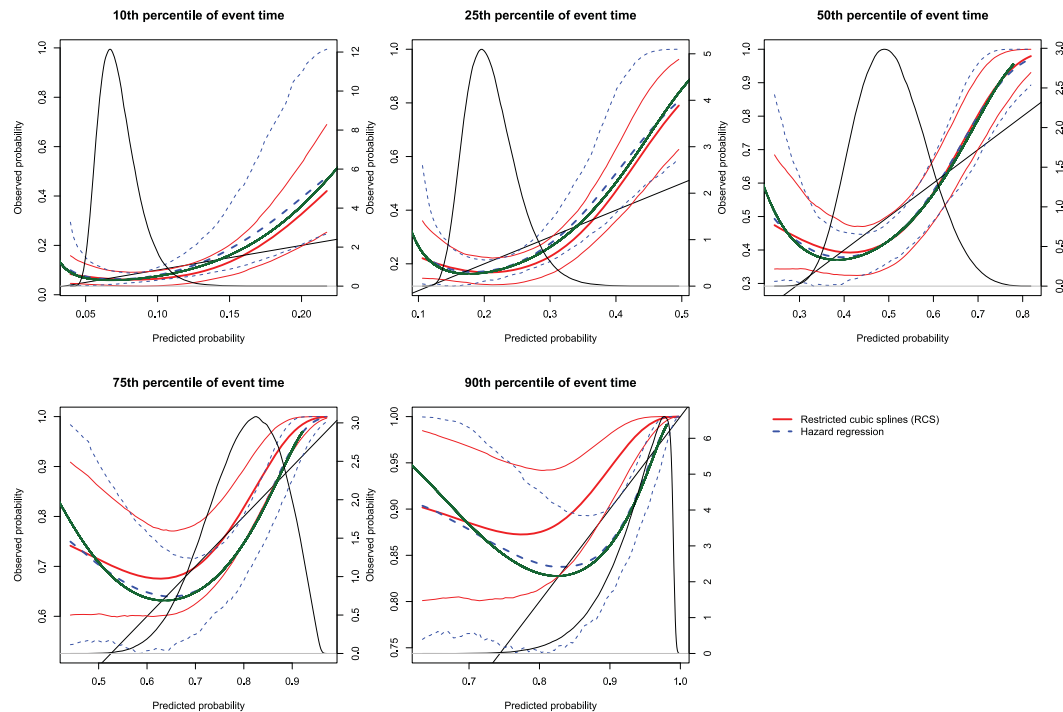 10th percentile of event time
25th percentile of event time
50th percentile of event time
Observed probability
0.0 0.2 0.4 0.6 0.8 1.0
0 2 4 6 8 10 12
0.05 0.10 0.15 0.20
Predicted probability
Observed probability
0.2 0.4 0.6 0.8 1.0
0 1 2 3 4 5
0.1 0.2 0.3 0.4 0.5
Predicted probability
Observed probability
0.3 0.4 0.5 0.6 0.7 0.8 0.9 1.0
0.0 0.5 1.0 1.5 2.0 2.5 3.0
0.3 0.4 0.5 0.6 0.7 0.8
Predicted probability
75th percentile of event time
90th percentile of event time
Observed probability
0.6 0.7 0.8 0.9 1.0
0.0 0.5 1.0 1.5 2.0 2.5 3.0
0.5 0.6 0.7 0.8 0.9
Predicted probability
Observed probability
0.75 0.80 0.85 0.90 0.95 1.00
0 1 2 3 4 5 6
0.7 0.8 0.9 1.0
Predicted probability
Restricted cubic splines (RCS)
Hazard regression